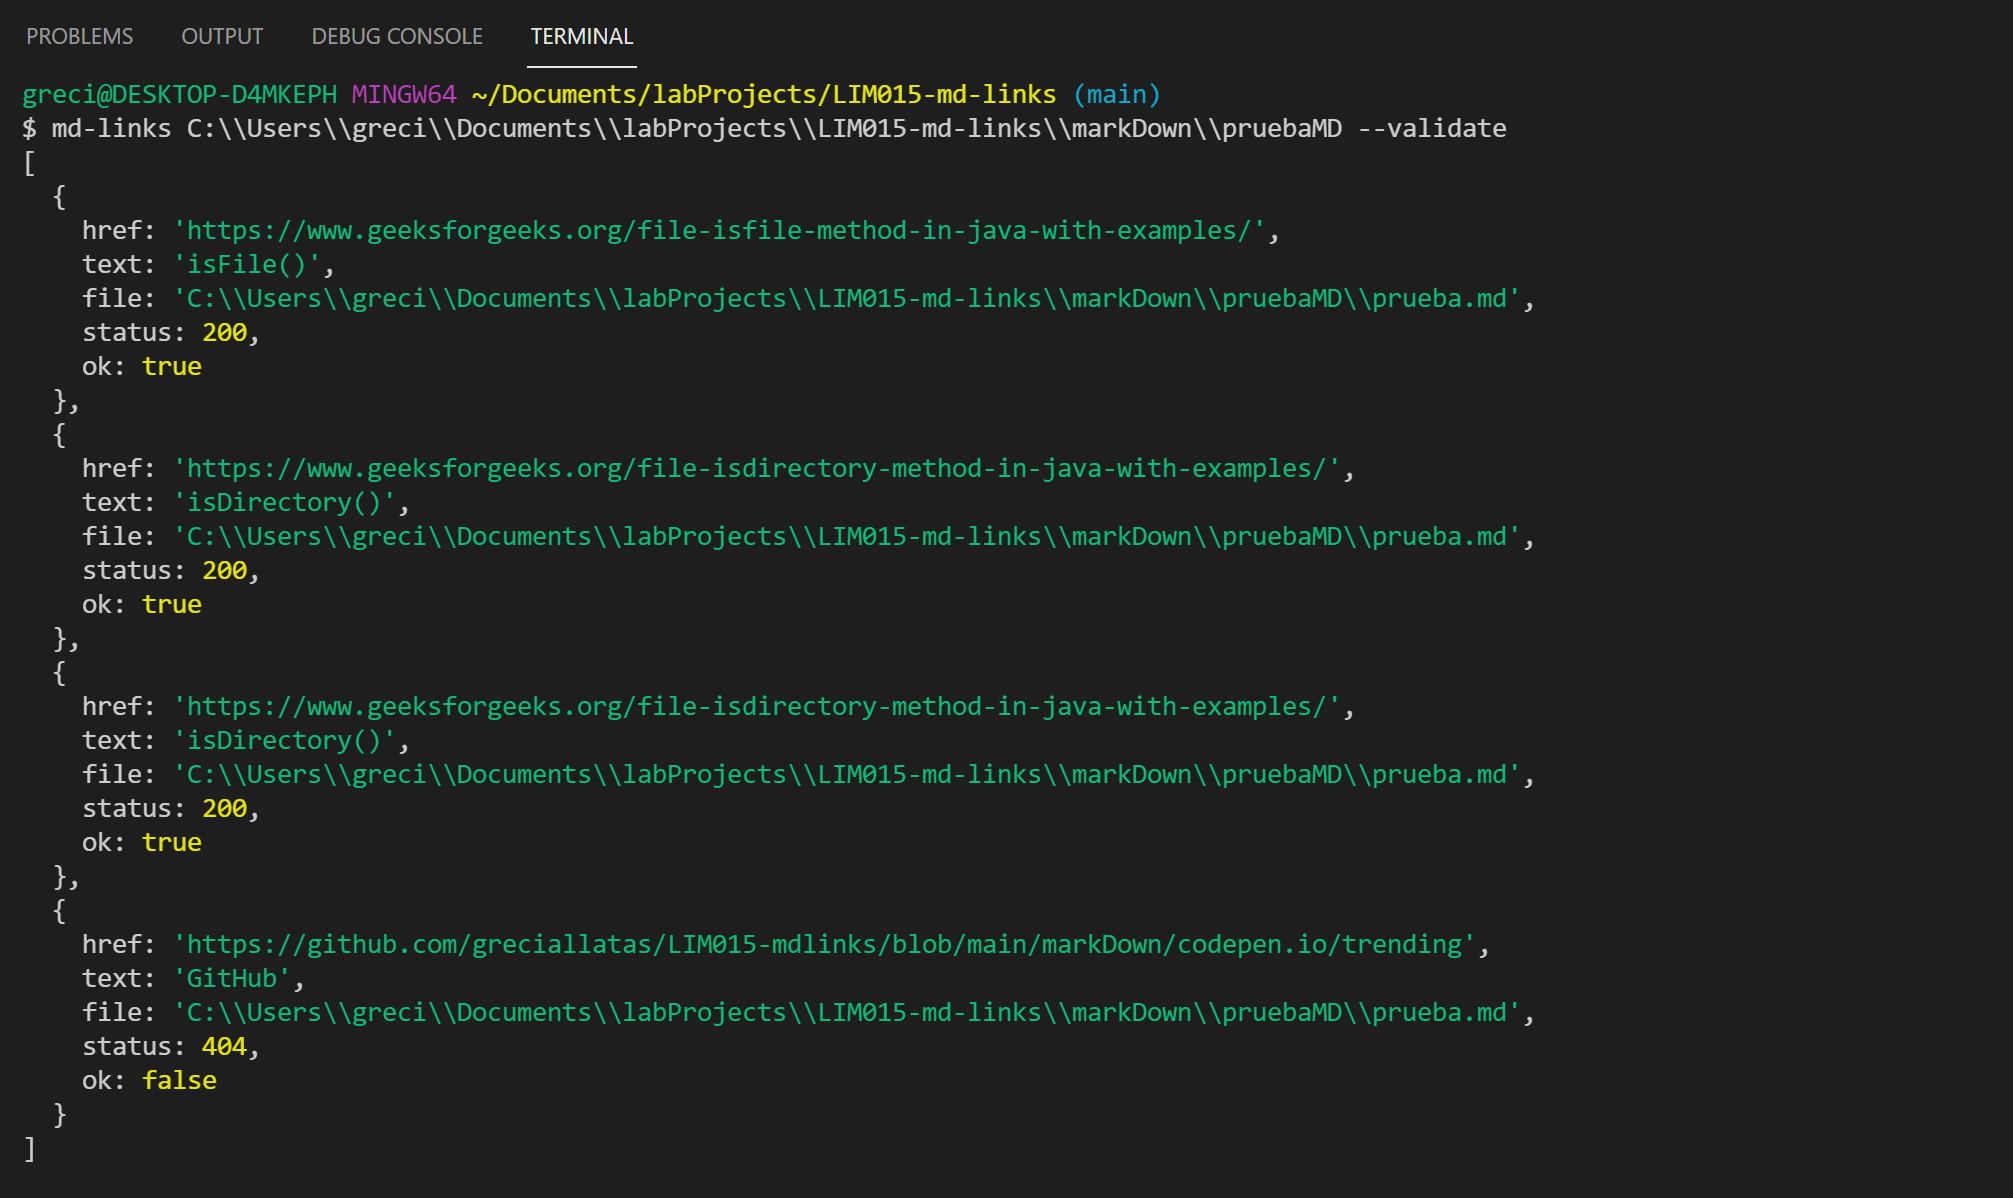 PROBLEMS OUTPUT DEBUG CONSOLE TERMINAL
greci@DESKTOP-D4MKEPH MINGW64 ~/Documents/labProjects/LIM015-md-links (main)
$ md-links C:\\Users\\greci\\Documents\\labProjects\\LIM015-md-links\\markDown\\pruebaMD --validate
[
  {
    href: 'https://www.geeksforgeeks.org/file-isfile-method-in-java-with-examples/',
    text: 'isFile()',
    file: 'C:\\Users\\greci\\Documents\\labProjects\\LIM015-md-links\\markDown\\pruebaMD\\prueba.md',
    status: 200,
    ok: true
  },
  {
    href: 'https://www.geeksforgeeks.org/file-isdirectory-method-in-java-with-examples/',
    text: 'isDirectory()',
    file: 'C:\\Users\\greci\\Documents\\labProjects\\LIM015-md-links\\markDown\\pruebaMD\\prueba.md',
    status: 200,
    ok: true
  },
  {
    href: 'https://www.geeksforgeeks.org/file-isdirectory-method-in-java-with-examples/',
    text: 'isDirectory()',
    file: 'C:\\Users\\greci\\Documents\\labProjects\\LIM015-md-links\\markDown\\pruebaMD\\prueba.md',
    status: 200,
    ok: true
  },
  {
    href: 'https://github.com/greciallatas/LIM015-mdlinks/blob/main/markDown/codepen.io/trending',
    text: 'GitHub',
    file: 'C:\\Users\\greci\\Documents\\labProjects\\LIM015-md-links\\markDown\\pruebaMD\\prueba.md',
    status: 404,
    ok: false
  }
]